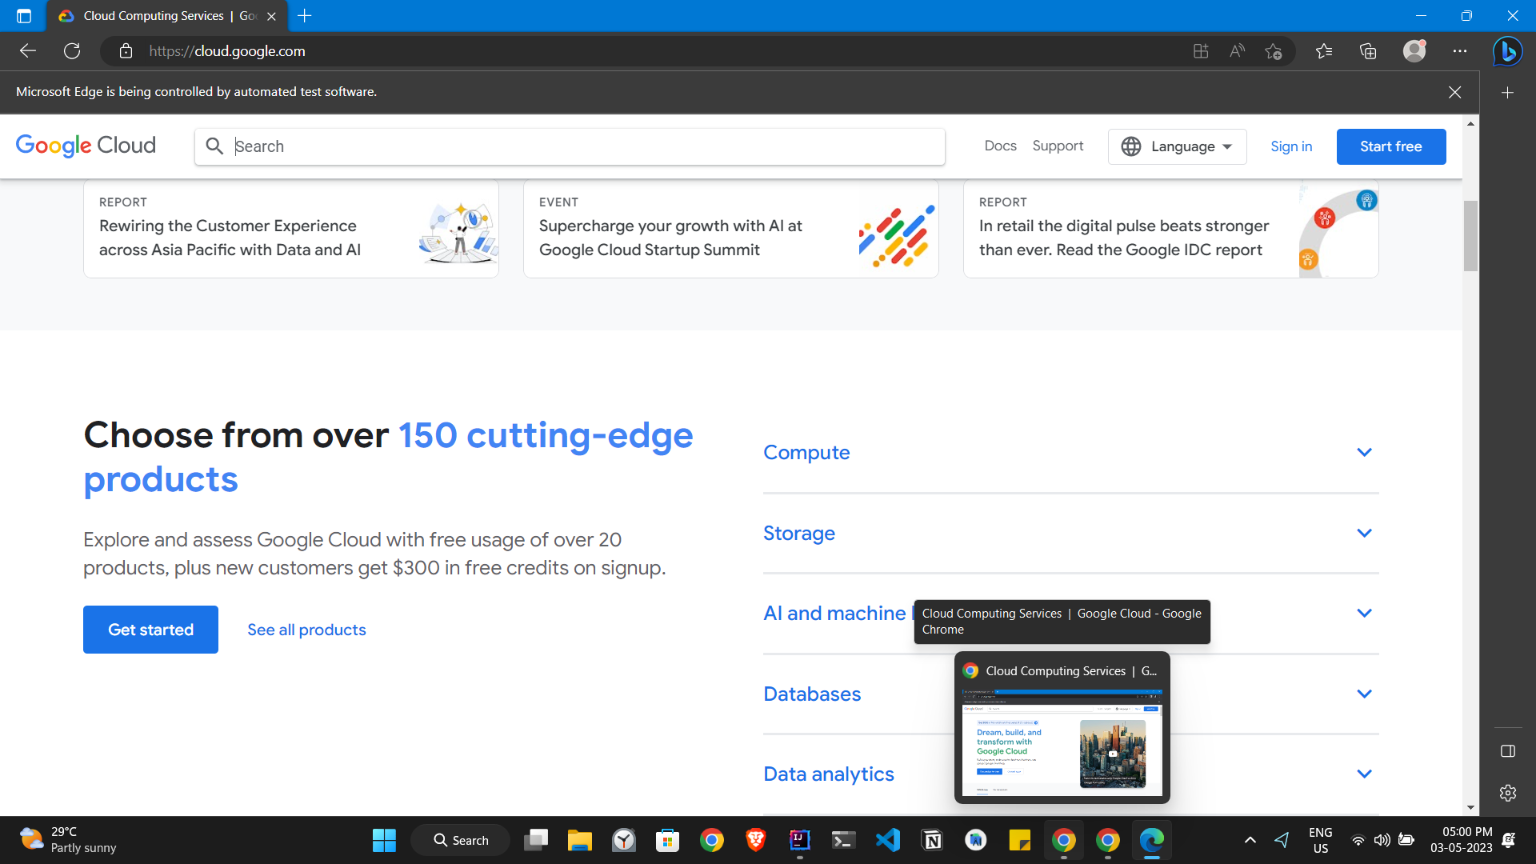 Cloud Computing Services | Go
https://cloud.google.com
Microsoft Edge is being controlled by automated test software.
Google Cloud
Search
Docs
Support
Language
Sign in
Start free
REPORT
Rewiring the Customer Experience
across Asia Pacific with Data and AI
EVENT
Supercharge your growth with AI at
Google Cloud Startup Summit
REPORT
In retail the digital pulse beats stronger
than ever. Read the Google IDC report
Choose from over 150 cutting-edge
products
Explore and assess Google Cloud with free usage of over 20
products, plus new customers get $300 in free credits on signup.
Get started
See all products
Compute
Storage
AI and machine
Databases
Data analytics
Cloud Computing Services | Google Cloud - Google
Chrome
Cloud Computing Services | G...
Dream, build, and
transform with
Google Cloud
29°C
Partly sunny
Search
ENG
US
05:00 PM
03-05-2023